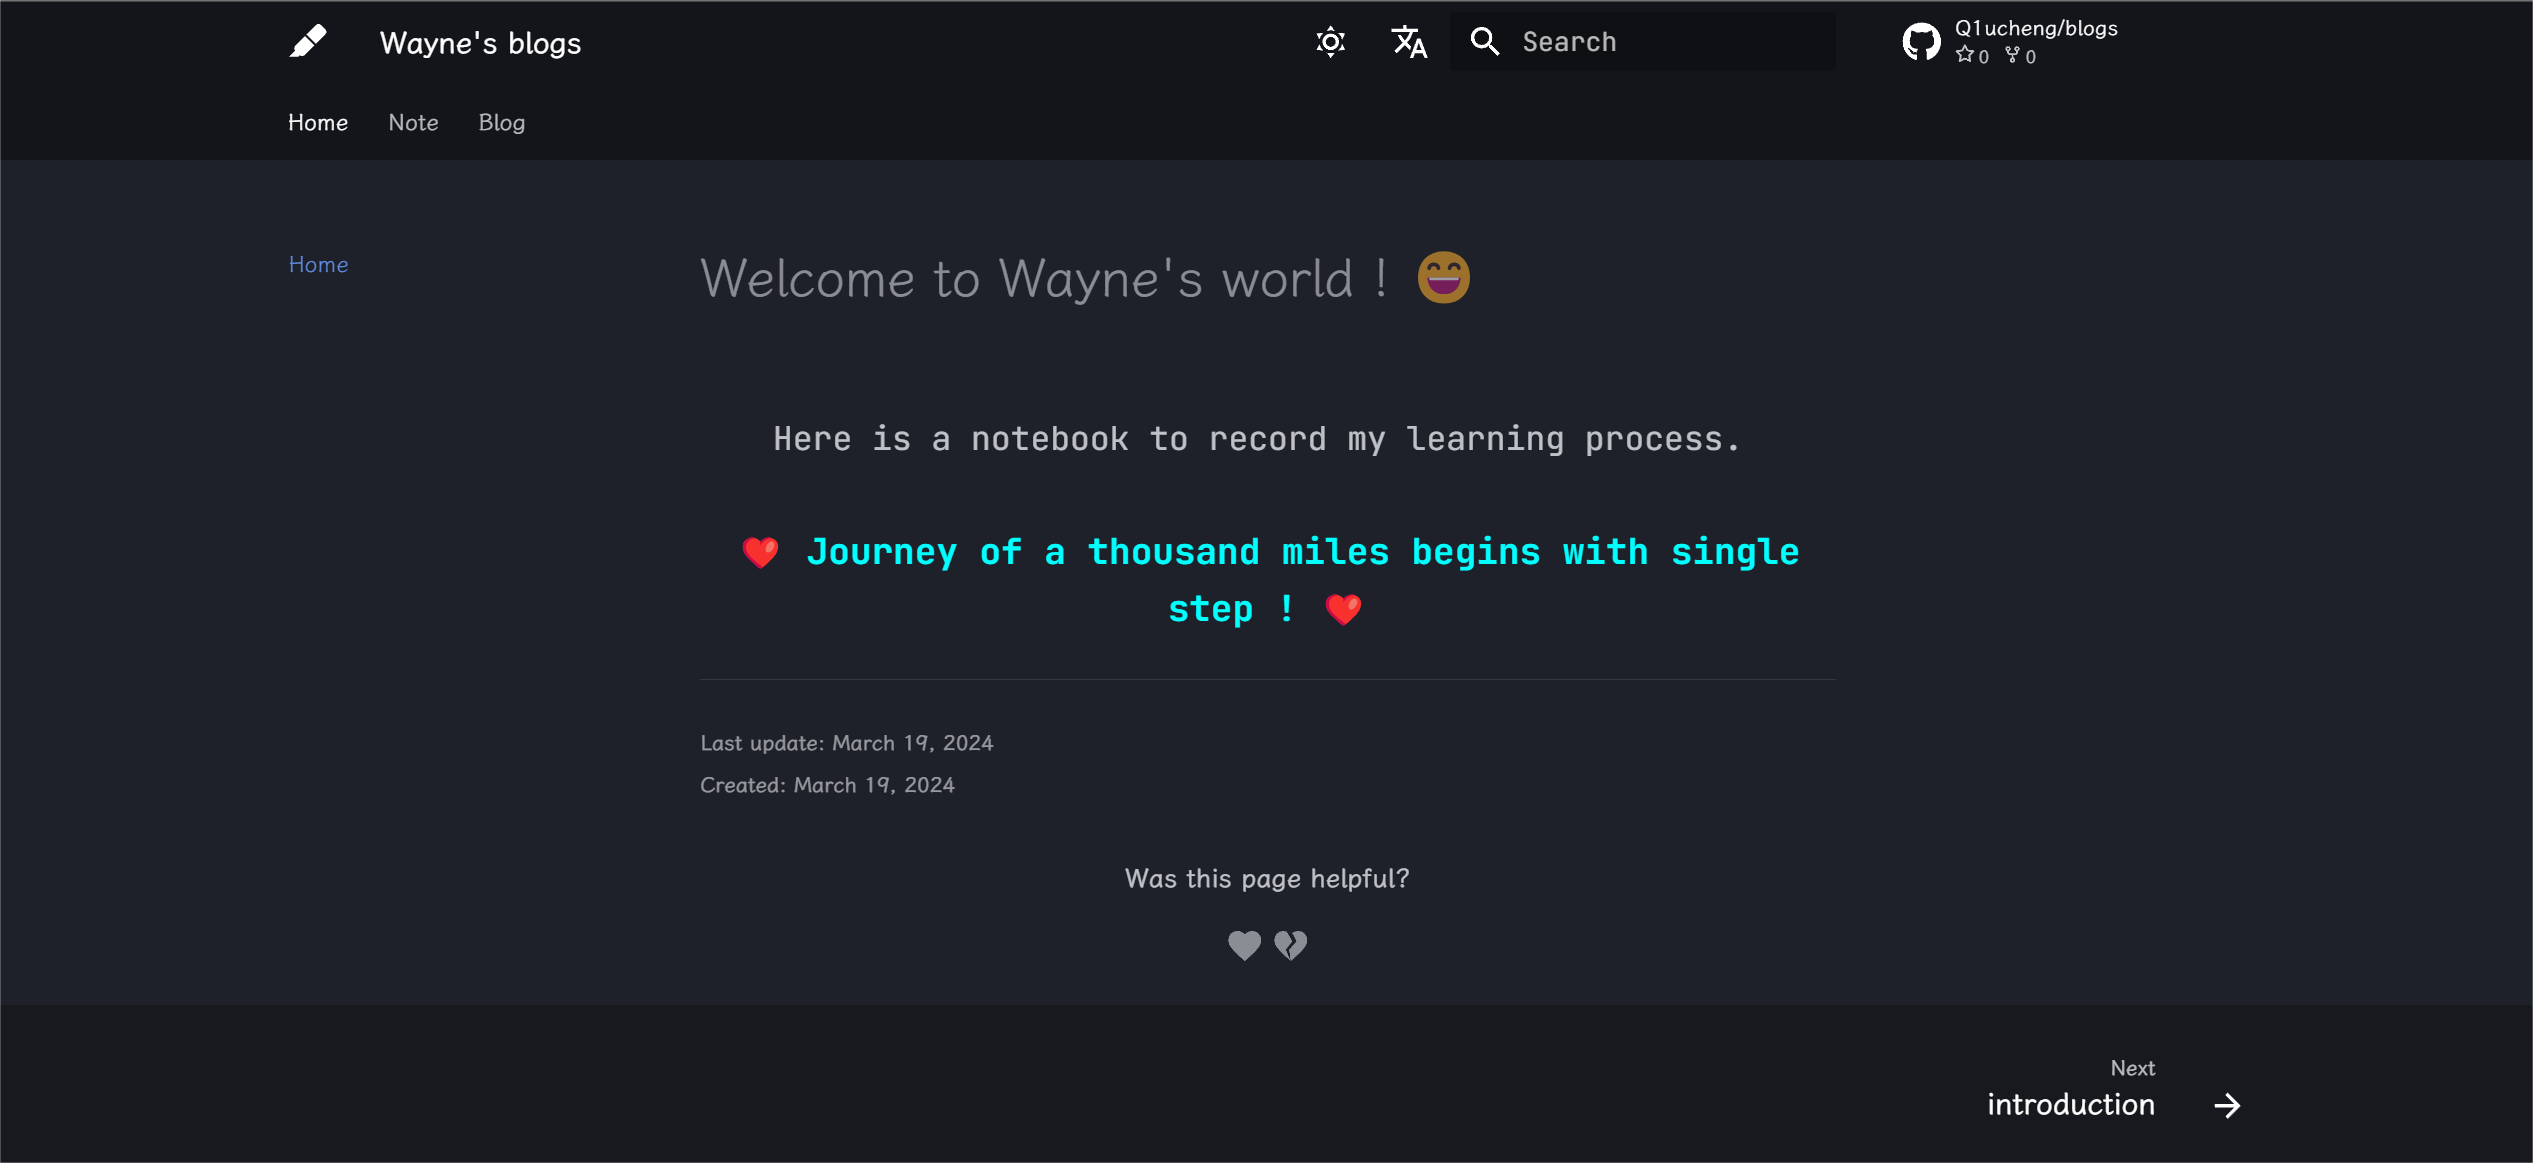 Wayne's blogs
Search
Q1ucheng/blogs
0 0
Home Note Blog
Home
Welcome to Wayne's world ! 😄
Here is a notebook to record my learning process.
❤️ Journey of a thousand miles begins with single
step ! ❤️
Last update: March 19, 2024
Created: March 19, 2024
Was this page helpful?
Next
introduction